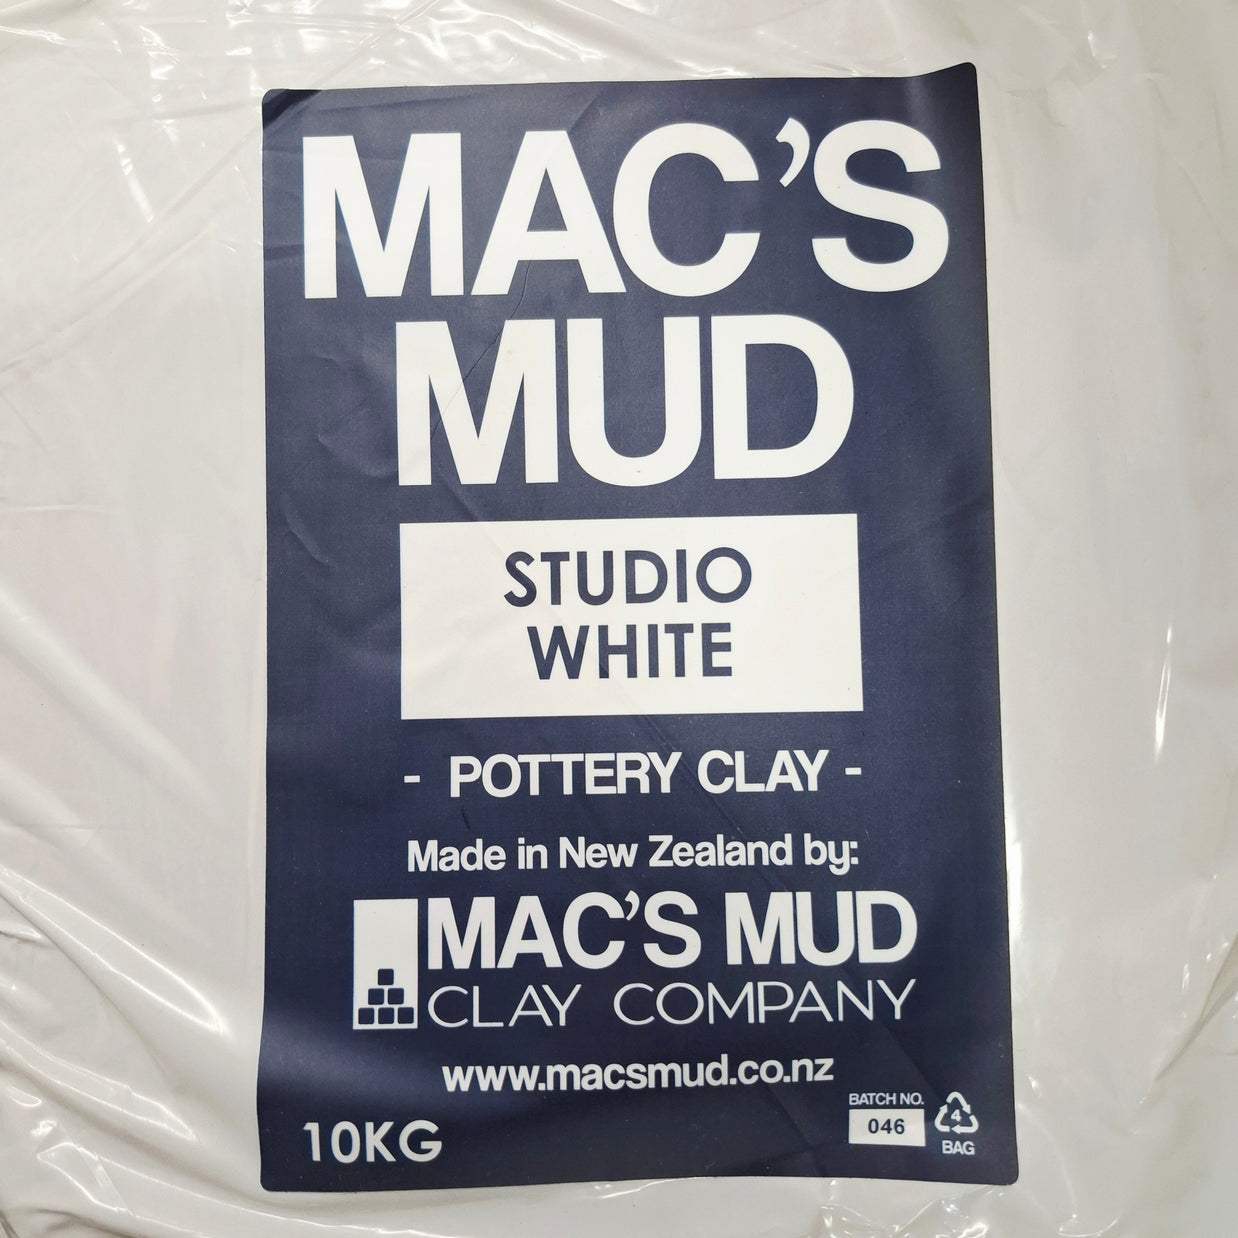 MAC'S
MUD
STUDIO
WHITE
- POTTERY CLAY -
Made in New Zealand by:
MAC'S MUD
CLAY COMPANY
www.macsmud.co.nz
10KG
BATCH NO.
046
4
BAG